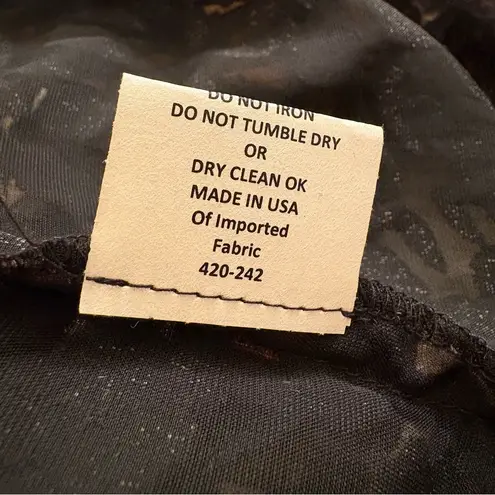 DO NOT IRON
DO NOT TUMBLE DRY
OR
DRY CLEAN OK
MADE IN USA
Of Imported
Fabric
420-242